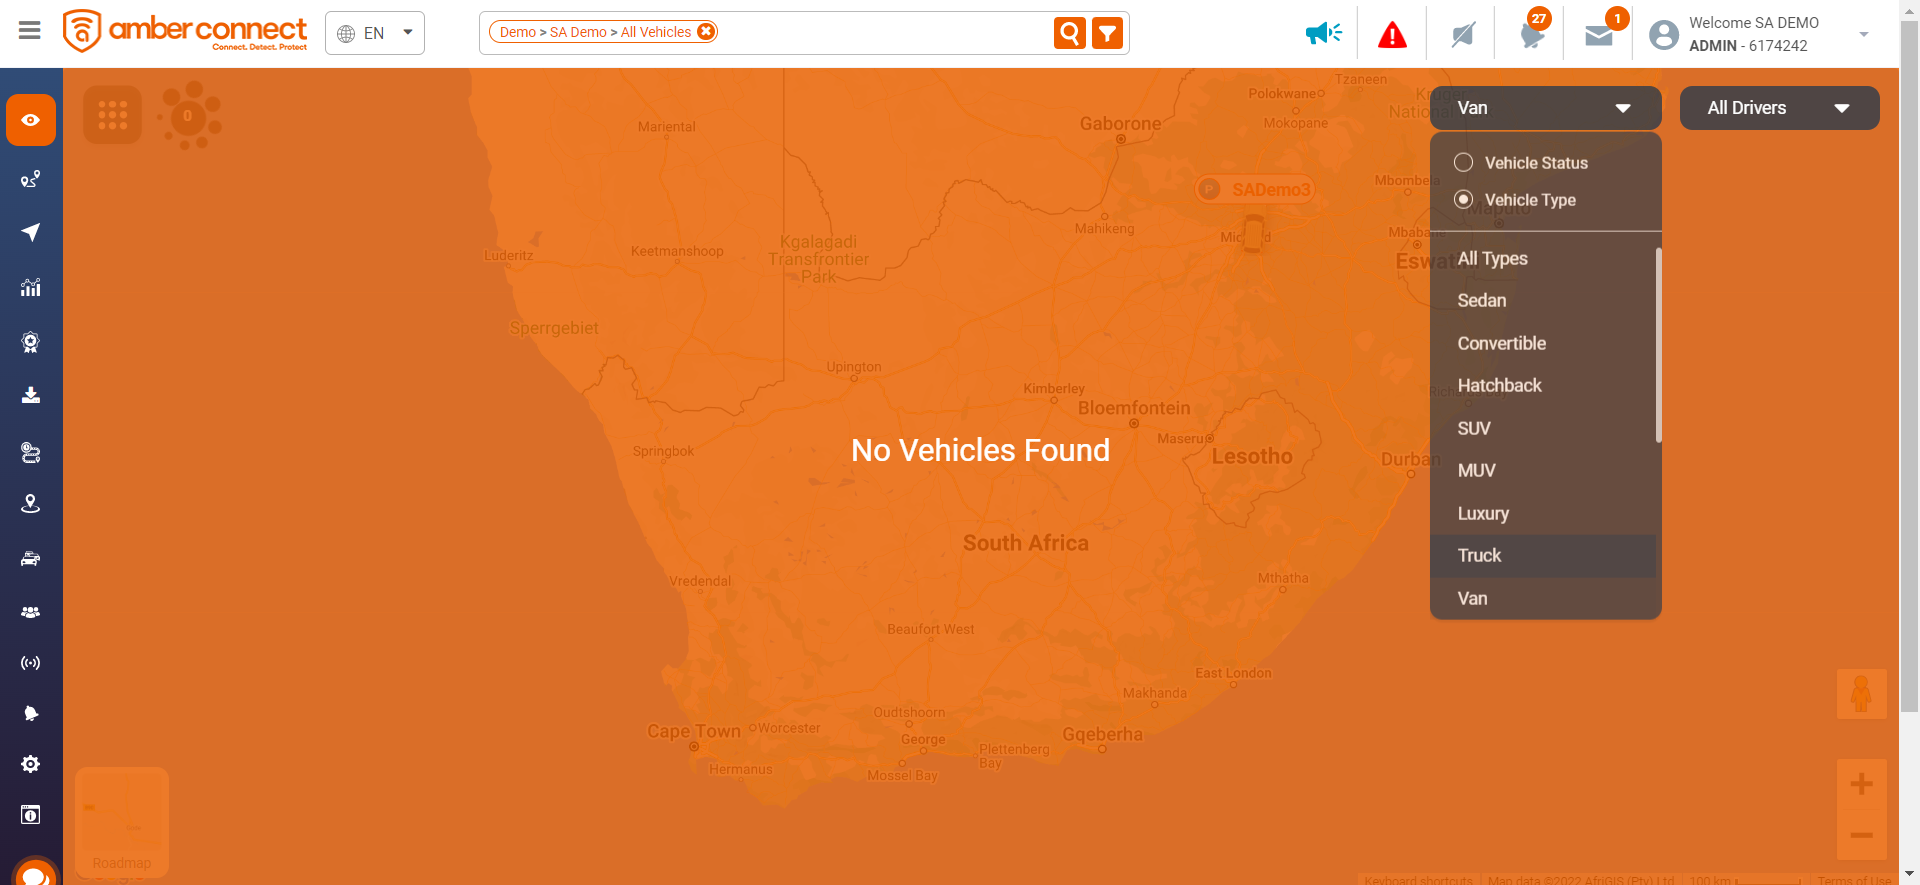 amber connect
Connect. Detect. Protect
EN
Demo > SA Demo > All Vehicles
27
1
Welcome SA DEMO
ADMIN - 6174242
0
Van
All Drivers
Vehicle Status
Vehicle Type
All Types
Sedan
Convertible
Hatchback
SUV
MUV
Luxury
Truck
Van
No Vehicles Found
P SADemo3
Tzaneen
Polokwane
Mokopane
Kruger
National
Gaborone
Mariental
Mbombela
Maputo
Mahikeng
Mbabane
Keetmanshoop
Kgalagadi
Transfrontier
Park
Luderitz
Sperrgebiet
Upington
Kimberley
Bloemfontein
Maseru
Lesotho
Durban
Springbok
South Africa
Vredendal
Mthatha
Beaufort West
East London
Makhanda
Oudtshoorn
Cape Town
Worcester
George
Plettenberg
Bay
Gqeberha
Hermanus
Mossel Bay
Roadmap
Keyboard shortcuts
Map data ©2022 AfriGIS (Pty) Ltd
100 km
Terms of Use